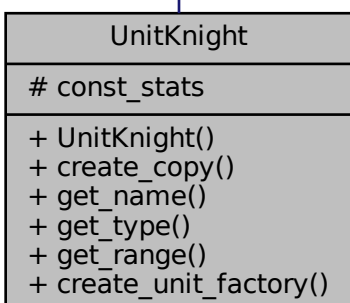 UnitKnight
# const_stats
+ UnitKnight()
+ create_copy()
+ get_name()
+ get_type()
+ get_range()
+ create_unit_factory()